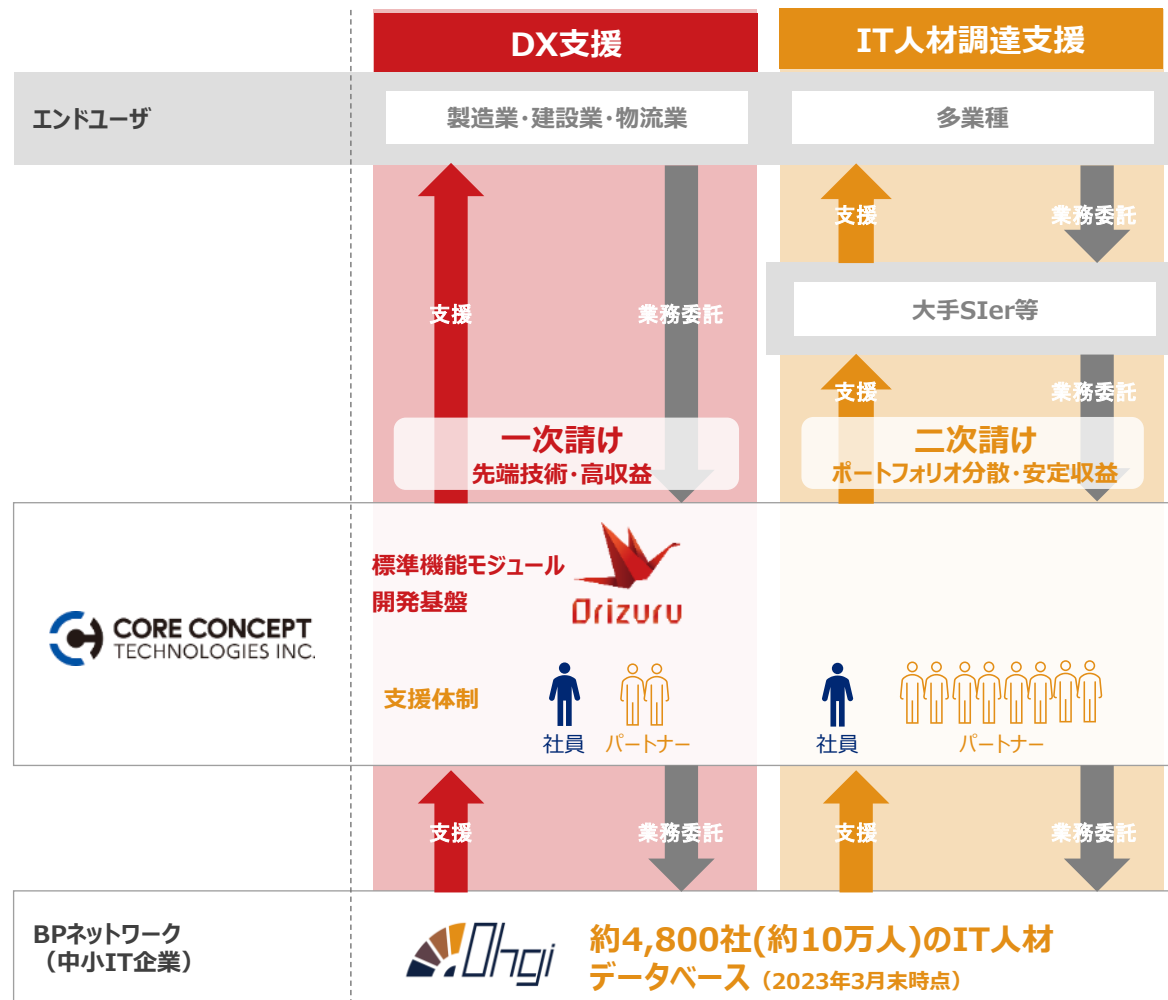 DX支援
IT人材調達支援
エンドユーザ
製造業・建設業・物流業
多業種
支援
業務委託
大手SIer等
支援
業務委託
支援
業務委託
一次請け
先端技術・高収益
二次請け
ポートフォリオ分散・安定収益
CORE CONCEPT
TECHNOLOGIES INC.
標準機能モジュール
開発基盤
Orizuru
支援体制
社員
パートナー
社員
パートナー
支援
業務委託
支援
業務委託
BPネットワーク
（中小IT企業）
Ohgi
約4,800社(約10万人)のIT人材
データベース（2023年3月末時点）